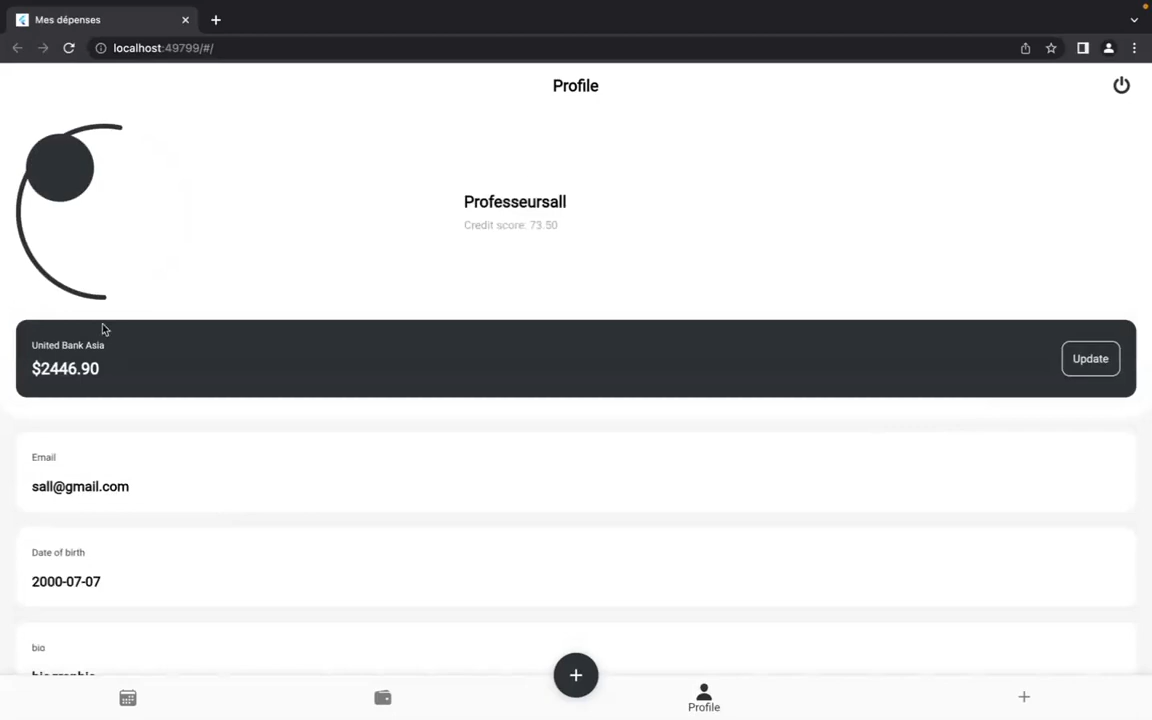 Mes dépenses
localhost:49799/#/
Profile
Professeursall
Credit score: 73.50
United Bank Asia
$2446.90
Update
Email
sall@gmail.com
Date of birth
2000-07-07
bio
Profile